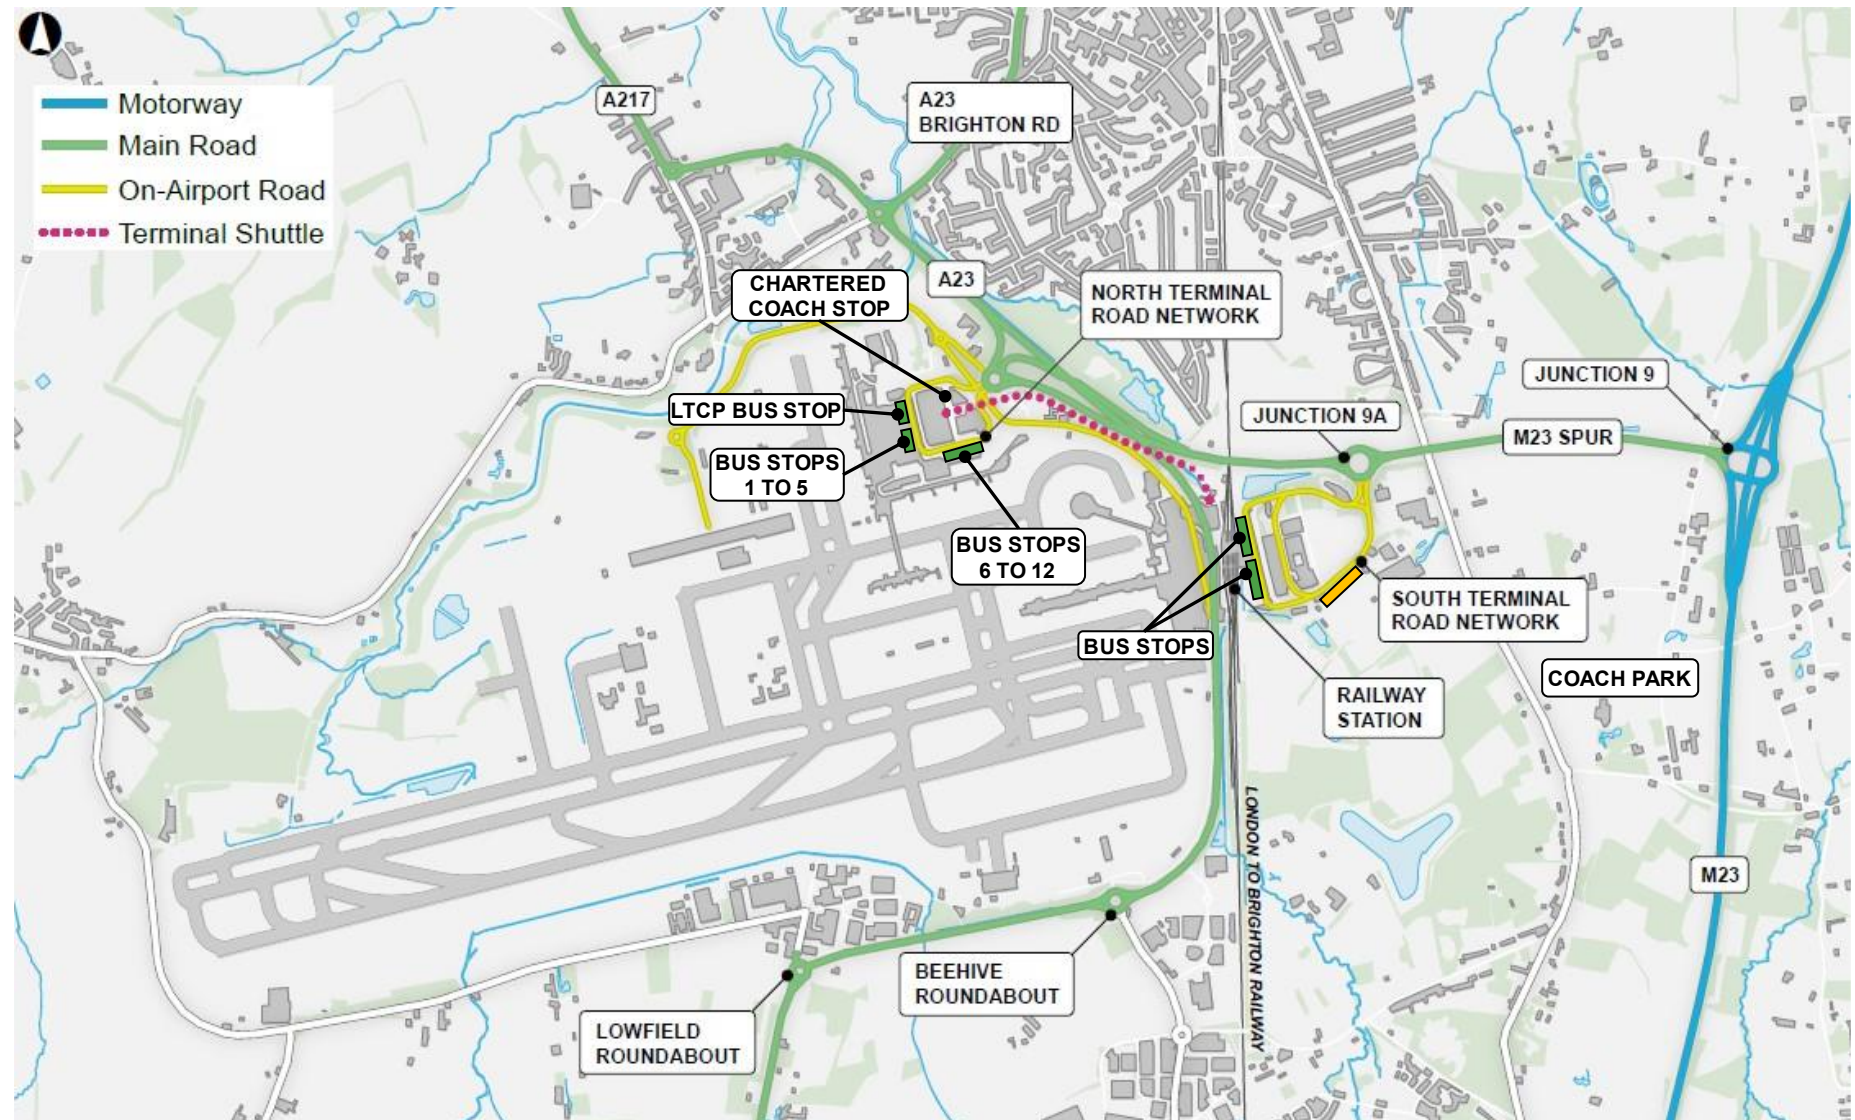 Motorway
Main Road
On-Airport Road
Terminal Shuttle
A217
A23
BRIGHTON RD
A23
CHARTERED
COACH STOP
NORTH TERMINAL
ROAD NETWORK
LTCP BUS STOP
BUS STOPS
1 TO 5
BUS STOPS
6 TO 12
JUNCTION 9
JUNCTION 9A
M23 SPUR
SOUTH TERMINAL
ROAD NETWORK
BUS STOPS
COACH PARK
RAILWAY
STATION
LONDON TO BRIGHTON RAILWAY
M23
BEEHIVE
ROUNDABOUT
LOWFIELD
ROUNDABOUT